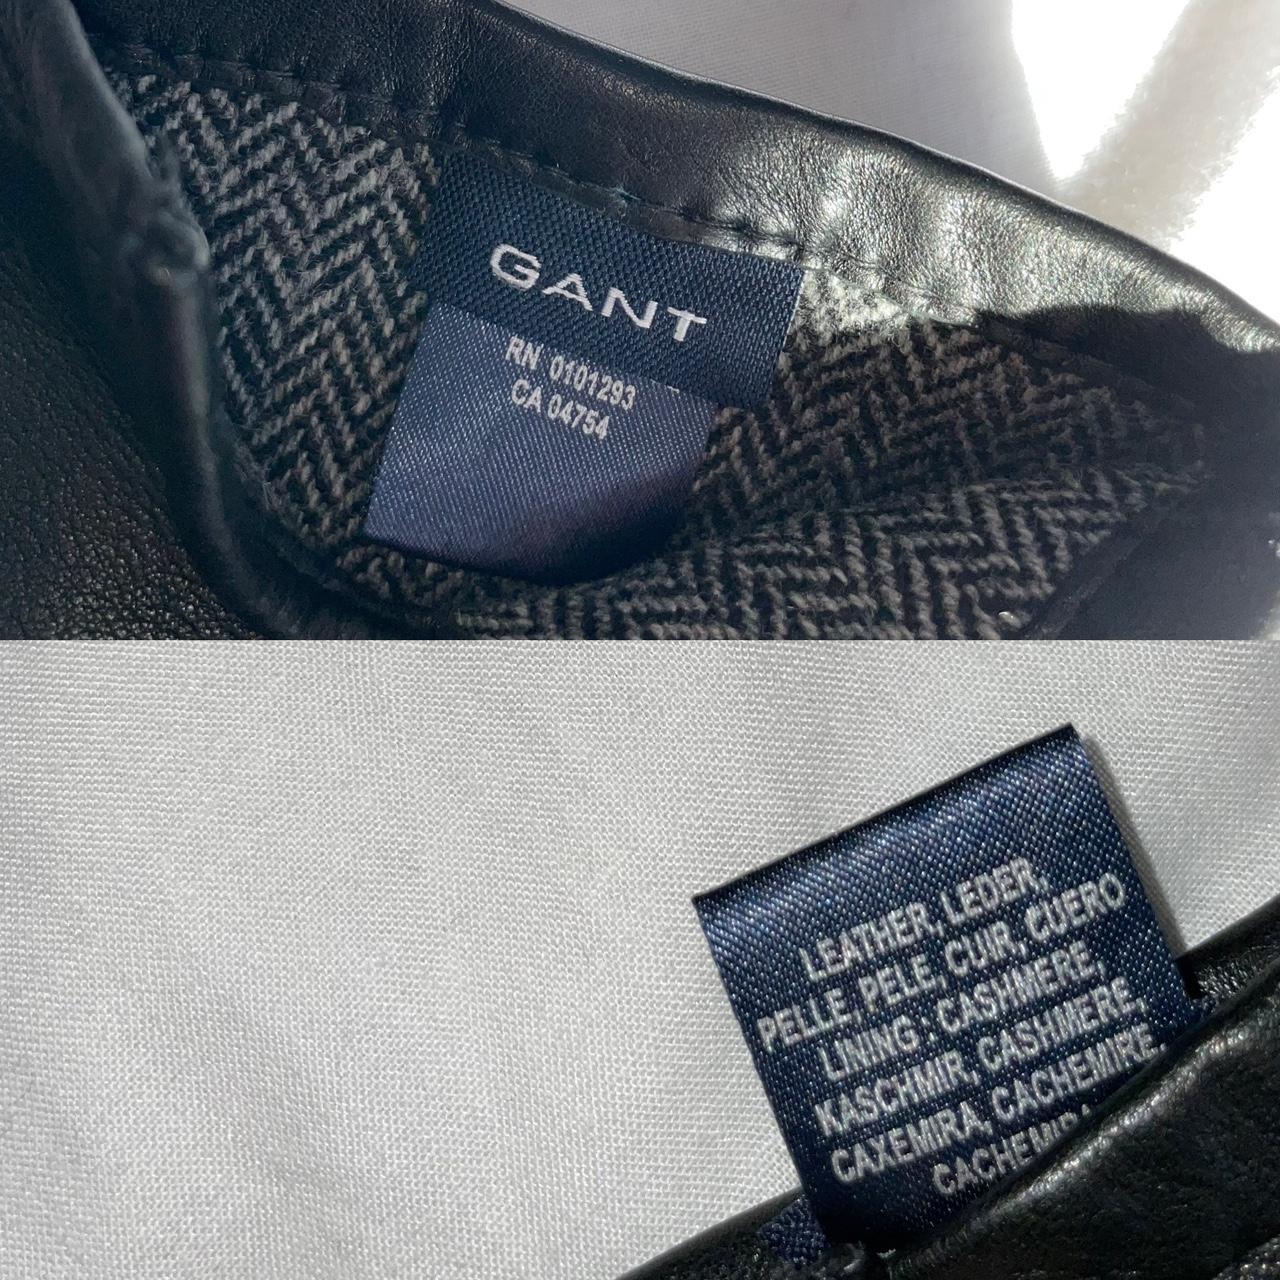 GANT
RN 0101293
CA 04754
LEATHER, LEDER,
PELLE, PELE, CUIR, CUERO
LINING : CASHMERE,
KASCHMIR, CASHMERE,
CAXEMIRA, CACHEMIRE,